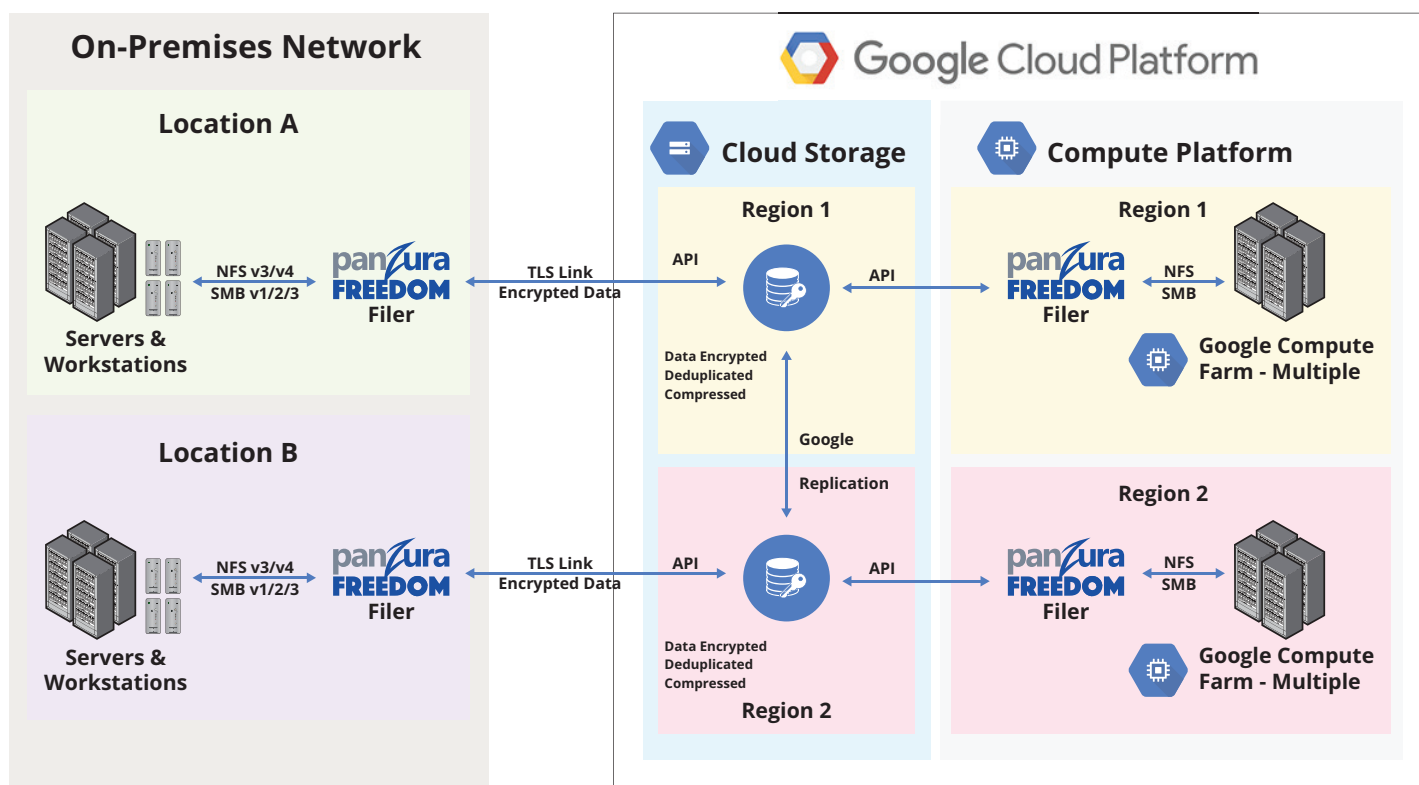 On-Premises Network
Google Cloud Platform
Location A
Servers &
Workstations
NFS v3/v4
SMB v1/2/3
panzura
FREEDOM
Filer
TLS Link
Encrypted Data
Location B
Servers &
Workstations
NFS v3/v4
SMB v1/2/3
panzura
FREEDOM
Filer
TLS Link
Encrypted Data
Cloud Storage
Region 1
API
API
Data Encrypted
Deduplicated
Compressed
Google
Replication
API
API
Data Encrypted
Deduplicated
Compressed
Region 2
Compute Platform
Region 1
panzura
FREEDOM
Filer
NFS
SMB
Google Compute
Farm - Multiple
Region 2
panzura
FREEDOM
Filer
NFS
SMB
Google Compute
Farm - Multiple